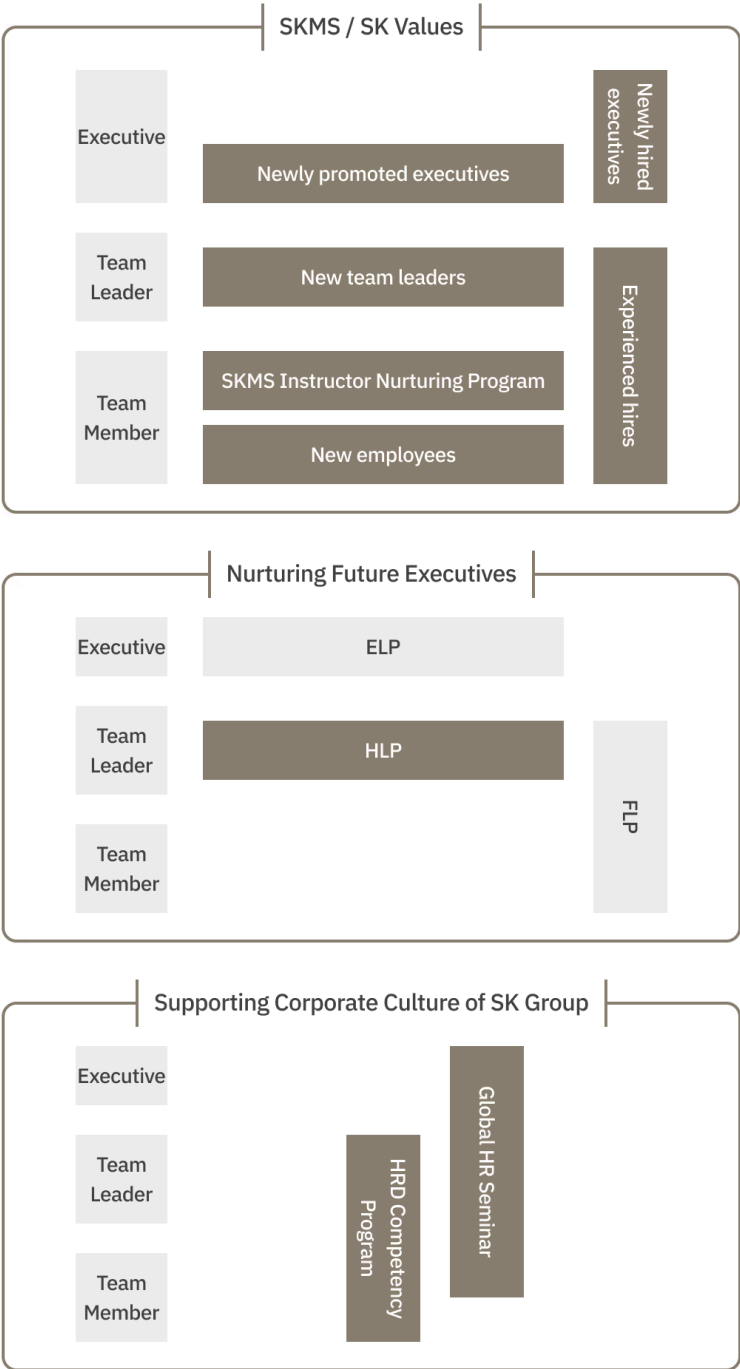 SKMS / SK Values
Executive
Newly promoted executives
Newly hired
executives
Team
Leader
New team leaders
Experienced hires
Team
Member
SKMS Instructor Nurturing Program
New employees
Nurturing Future Executives
Executive
ELP
Team
Leader
HLP
FLP
Team
Member
Supporting Corporate Culture of SK Group
Executive
Global HR Seminar
Team
Leader
HRD Competency
Program
Team
Member